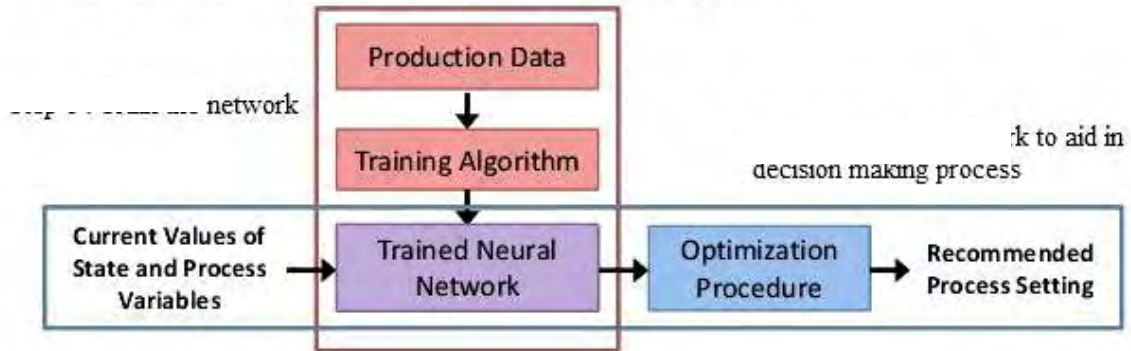 Production Data
network
Training Algorithm
k to aid in
decision making process
Current Values of
State and Process
Variables
Trained Neural
Network
Optimization
Procedure
Recommended
Process Setting